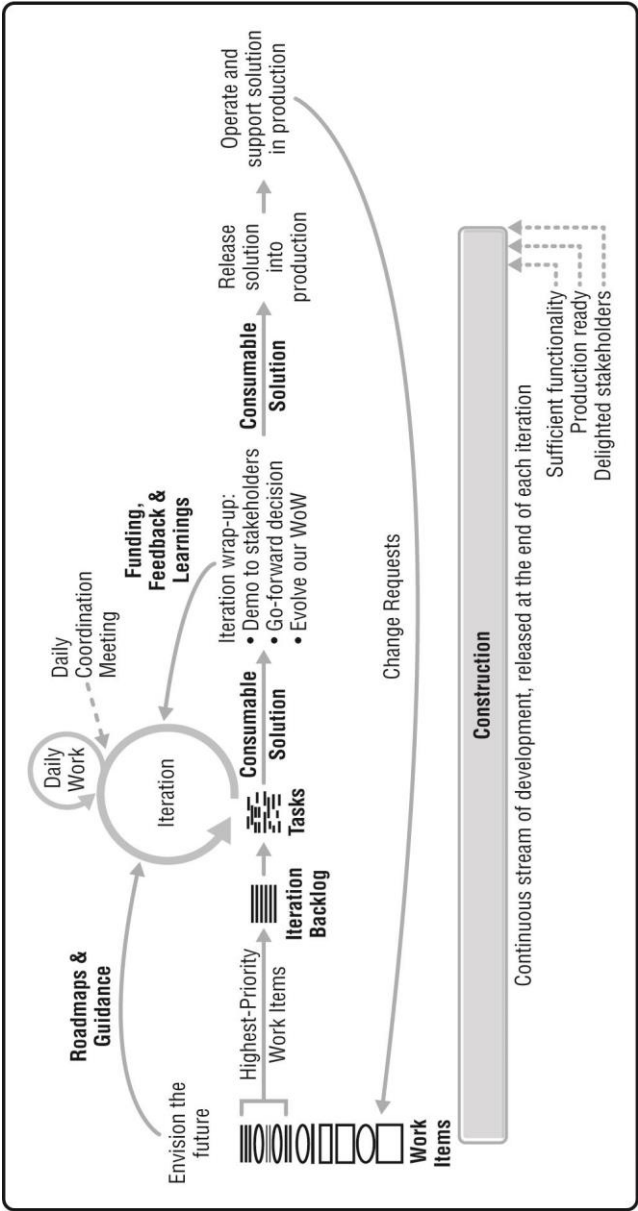 Envision the
future
Roadmaps &
Guidance
Daily
Work
Daily
Coordination
Meeting
Iteration
Funding,
Feedback &
Learnings
Work
Items
Highest-Priority
Work Items
Iteration
Backlog
Tasks
Consumable
Solution
Iteration wrap-up:
• Demo to stakeholders
• Go-forward decision
• Evolve our WoW
Consumable
Solution
Release
solution
into
production
Operate and
support solution
in production
Change Requests
Construction
Continuous stream of development, released at the end of each iteration
Sufficient functionality
Production ready
Delighted stakeholders